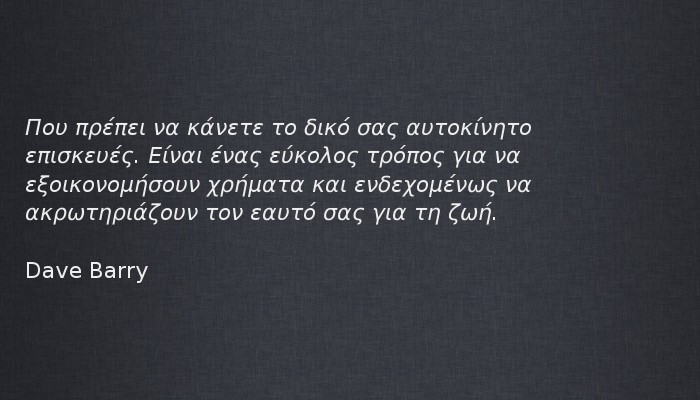 Που πρέπει να κάνετε το δικό σας αυτοκίνητο
επισκευές. Είναι ένας εύκολος τρόπος για να
εξοικονομήσουν χρήματα και ενδεχομένως να
ακρωτηριάζουν τον εαυτό σας για τη ζωή.
Dave Barry